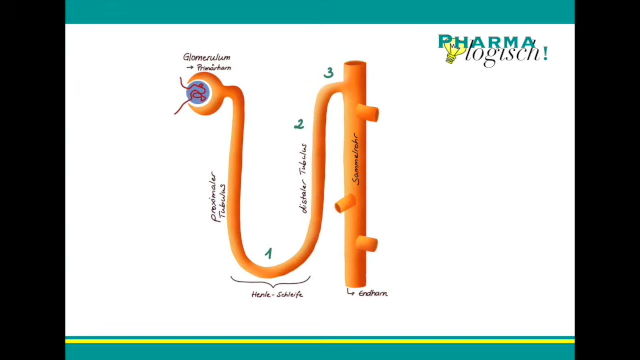 PHARMA
logisch!
Glomerulum
→ Primärharn
3
2
proximaler
Tubulus
distaler Tubulus
Sammelrohr
1
Henle-Schleife
↳ Endharn